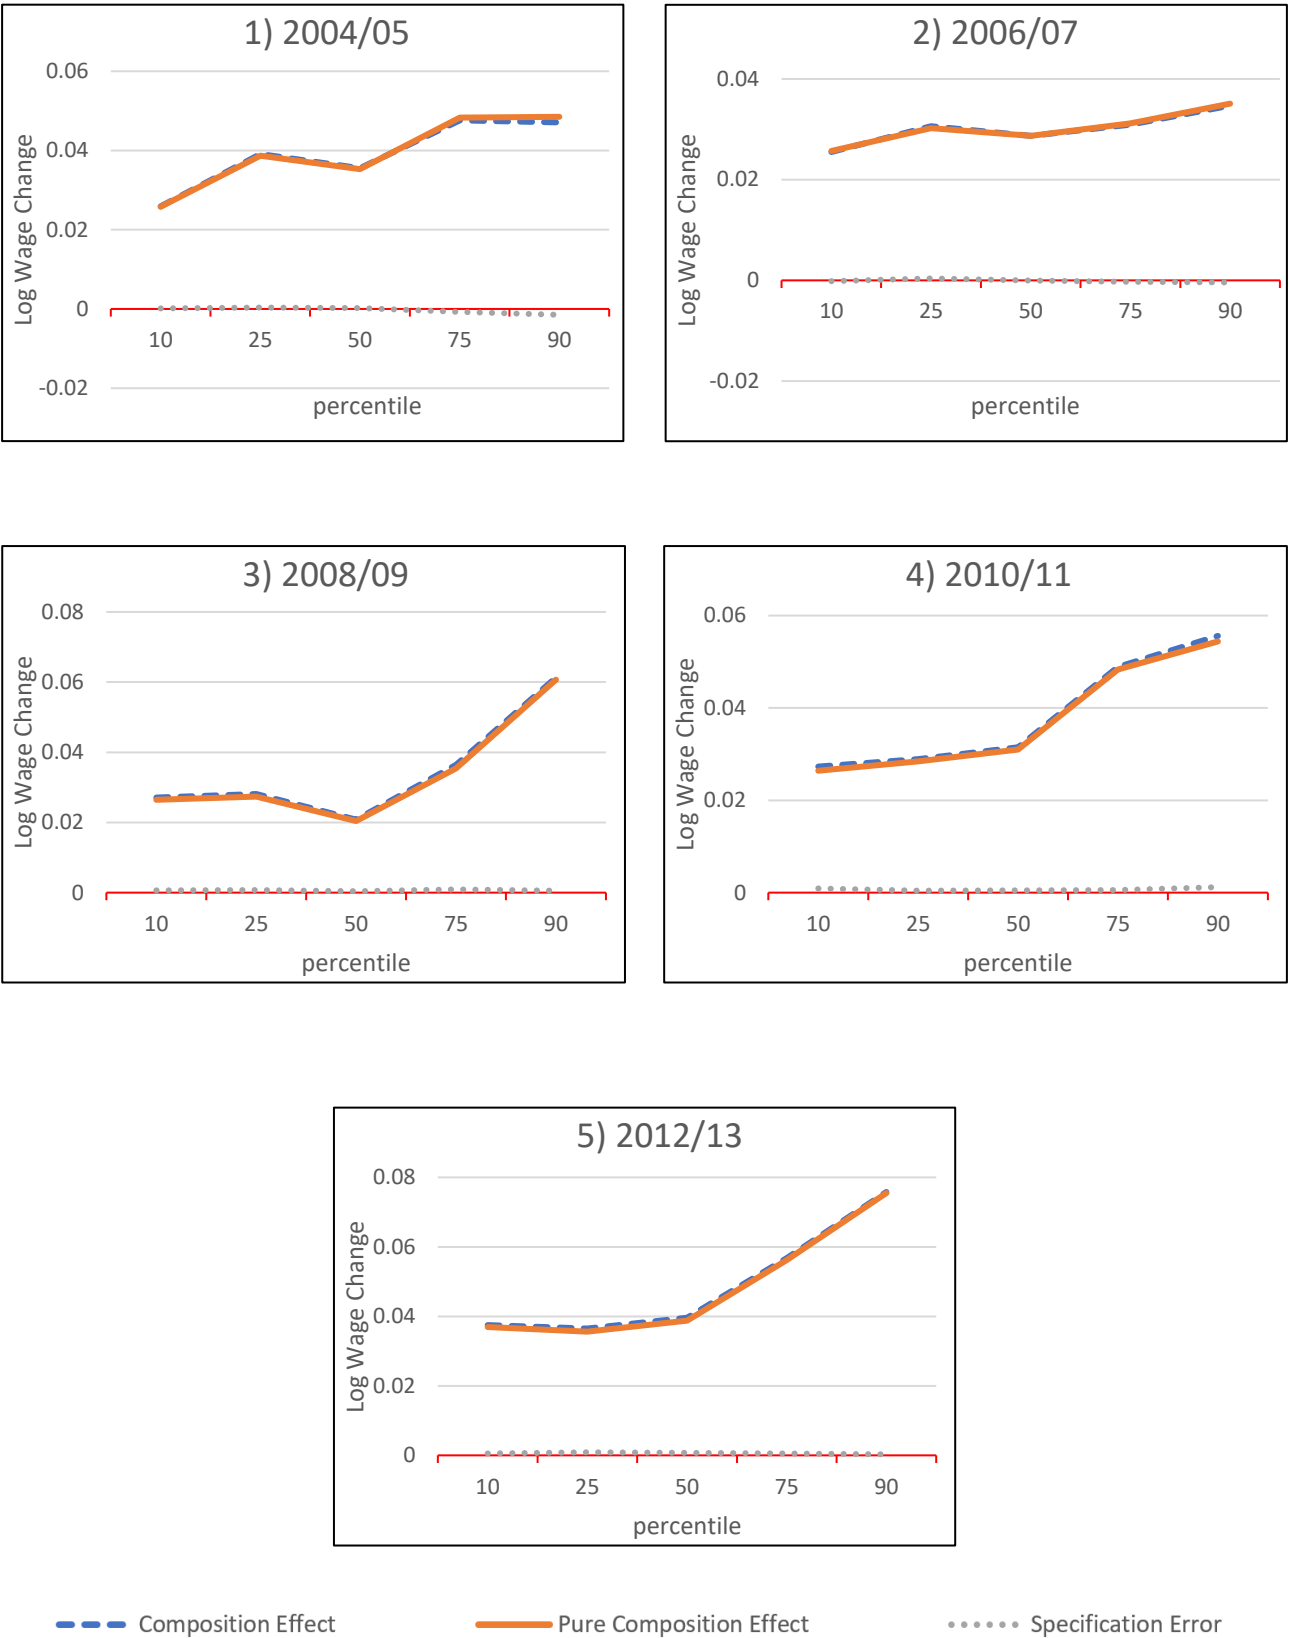 1) 2004/05
0.06
0.04
0.02
0
-0.02
Log Wage Change
10 25 50 75 90
percentile
2) 2006/07
0.04
0.02
0
-0.02
Log Wage Change
10 25 50 75 90
percentile
3) 2008/09
0.08
0.06
0.04
0.02
0
Log Wage Change
10 25 50 75 90
percentile
4) 2010/11
0.06
0.04
0.02
0
Log Wage Change
10 25 50 75 90
percentile
5) 2012/13
0.08
0.06
0.04
0.02
0
Log Wage Change
10 25 50 75 90
percentile
Composition Effect Pure Composition Effect Specification Error